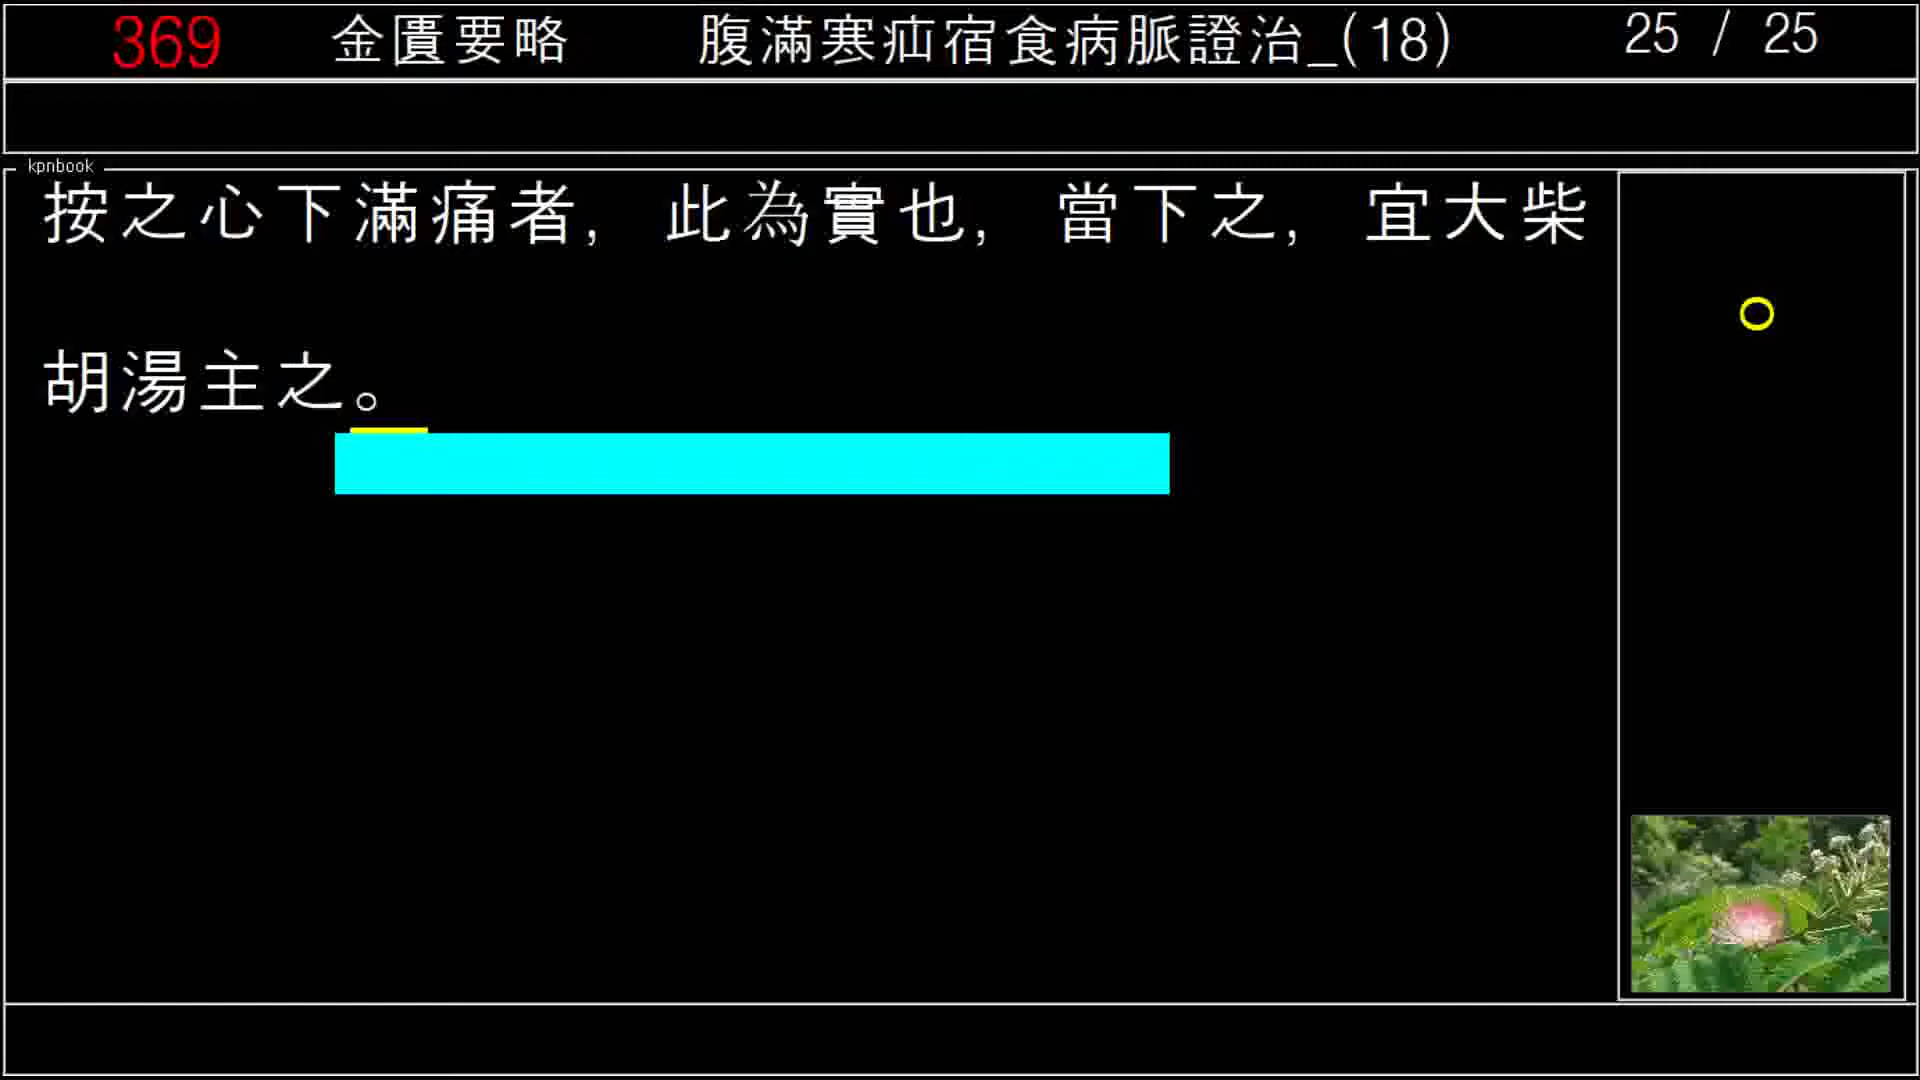 369 金匱要略 腹滿寒疝宿食病脈證治_(18) 25 / 25
kpnbook
按之心下滿痛者, 此為實也, 當下之, 宜大柴
胡湯主之。